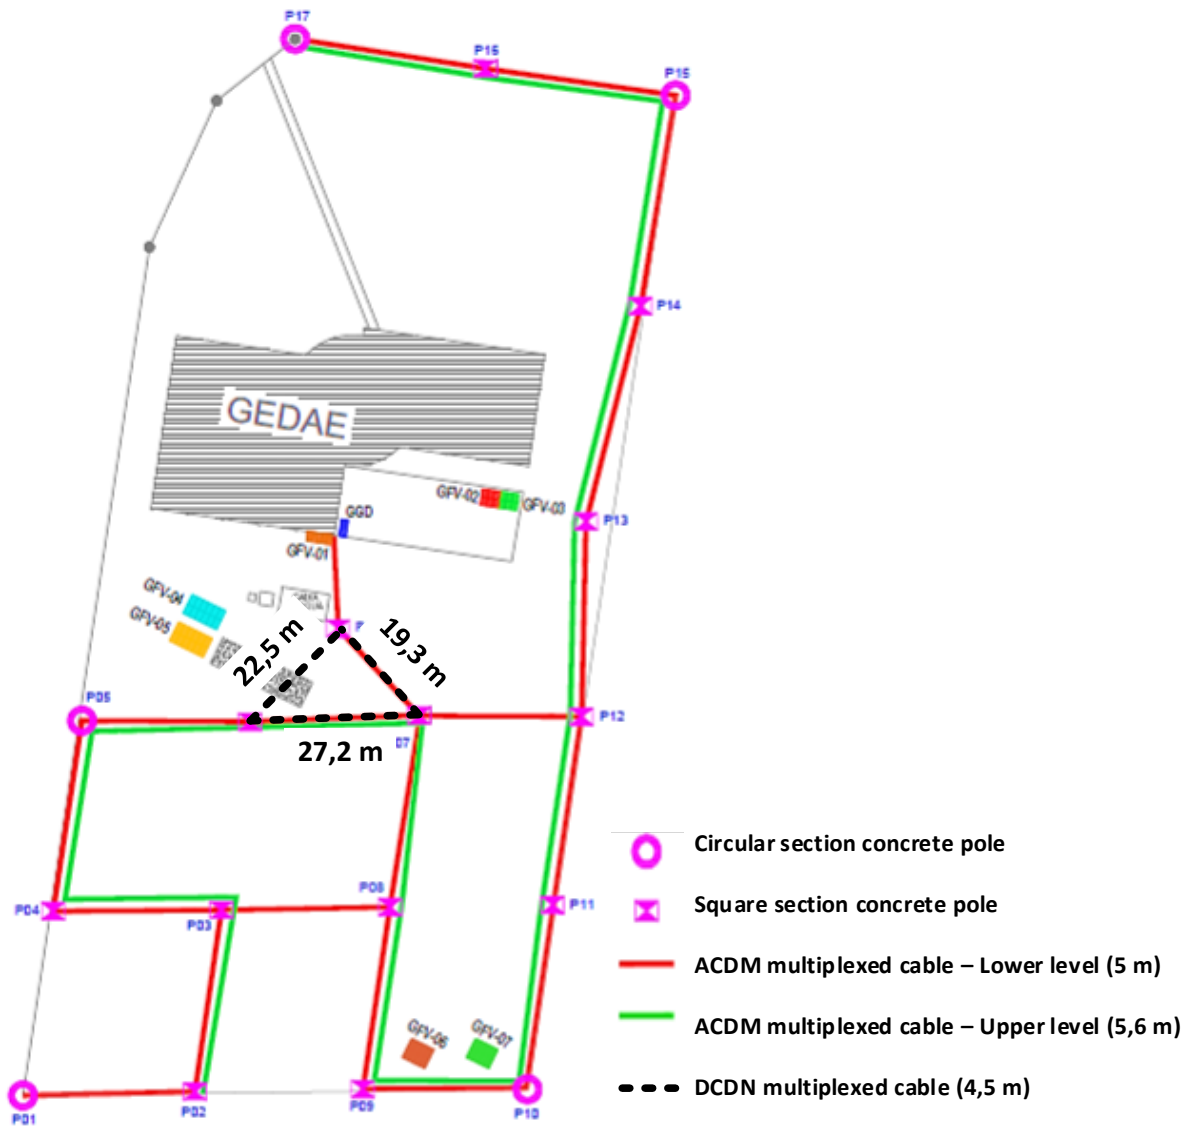 P17
P16
P15
P14
GEDAE
GFV-02
GFV-03
GGD
P13
GFV-01
GFV-04
GFV-05
22,5 m
19,3 m
P05
P12
07
27,2 m
Circular section concrete pole
P08
P04
P11
Square section concrete pole
P03
ACDM multiplexed cable – Lower level (5 m)
ACDM multiplexed cable – Upper level (5,6 m)
GFV-06
GFV-07
DCDN multiplexed cable (4,5 m)
P01
P02
P09
P10